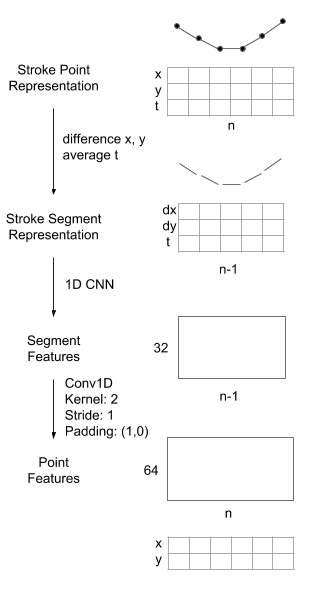 Stroke Point
Representation
x
y
t
n
difference x, y
average t
Stroke Segment
Representation
dx
dy
t
n-1
1D CNN
Segment
Features
32
n-1
Conv1D
Kernel: 2
Stride: 1
Padding: (1,0)
Point
Features
64
n
x
y